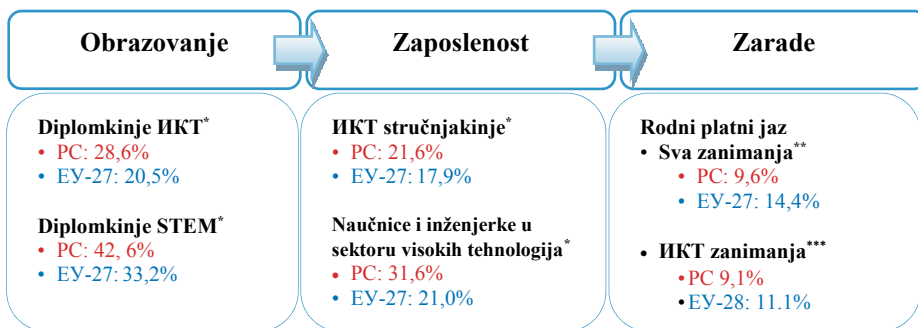 Obrazovanje
Zaposlenost
Zarade
Diplomkinje ИКТ*
• РС: 28,6%
• ЕУ-27: 20,5%
Diplomkinje STEM*
• РС: 42, 6%
• ЕУ-27: 33,2%
ИКТ stručnjakinje*
• РС: 21,6%
• ЕУ-27: 17,9%
Naučnice i inženjerke u
sektoru visokih tehnologija*
• РС: 31,6%
• ЕУ-27: 21,0%
Rodni platni jaz
• Sva zanimanja**
• РС: 9,6%
• ЕУ-27: 14,4%
• ИКТ zanimanja***
•РС 9,1%
•ЕУ-28: 11.1%